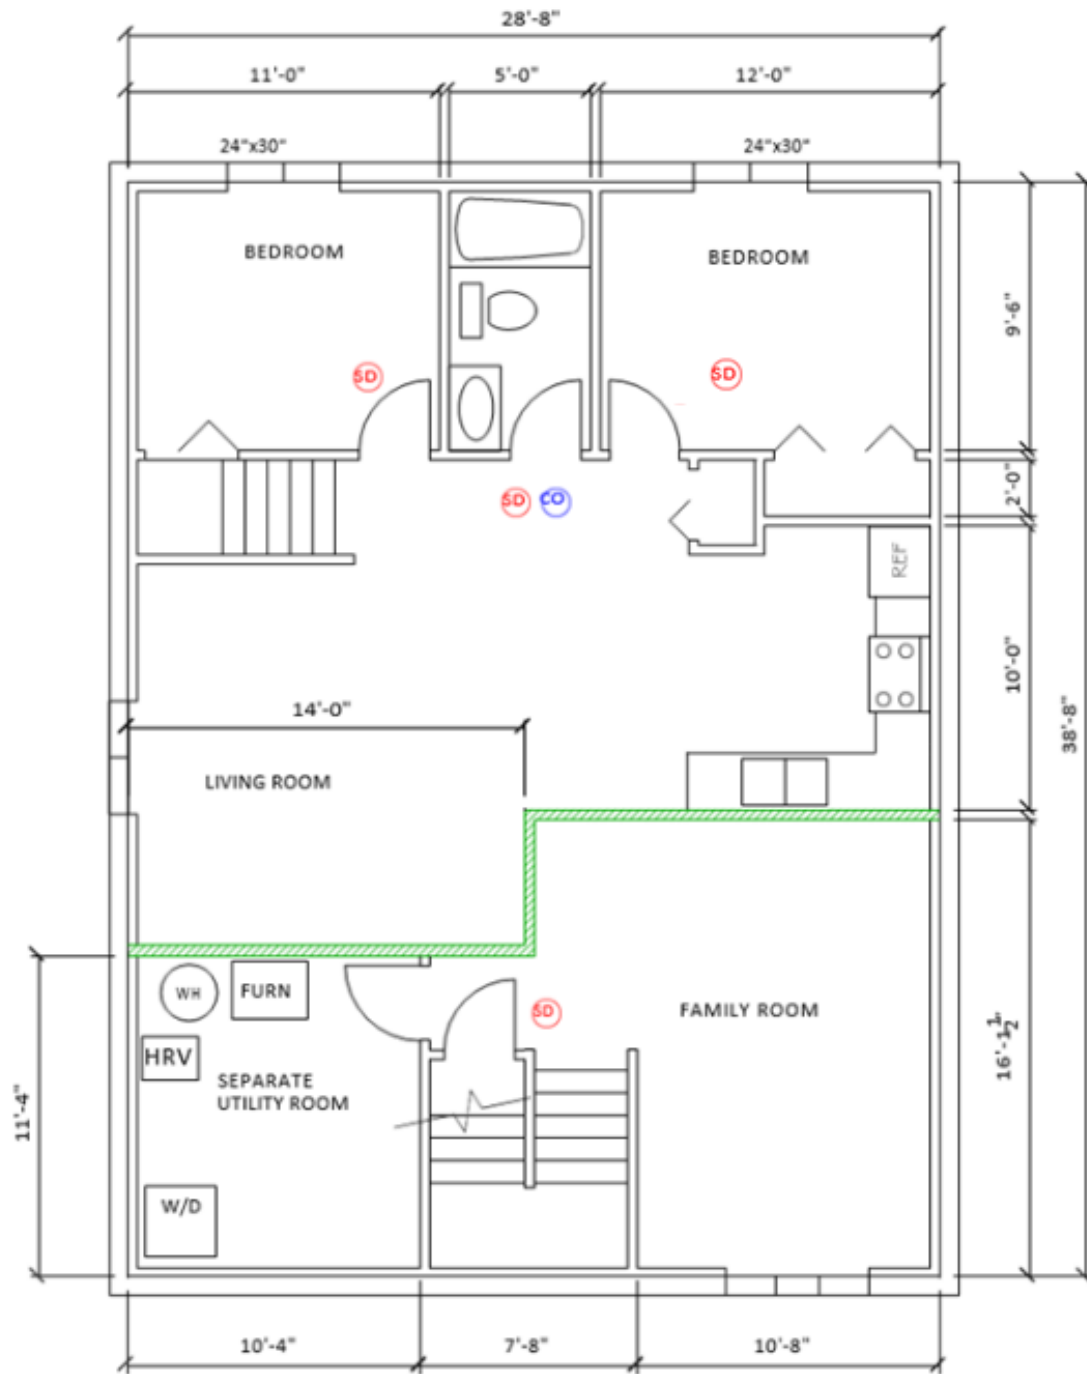 28'-8"
11'-0"
5'-0"
12'-0"
24"x30"
24"x30"
BEDROOM
BEDROOM
9'-6"
SD
SD
SD
CO
2'-0"
REF
10'-0"
38'-8"
14'-0"
LIVING ROOM
WH
FURN
SD
FAMILY ROOM
HRV
SEPARATE
UTILITY ROOM
16'-1½"
11'-4"
W/D
10'-4"
7'-8"
10'-8"